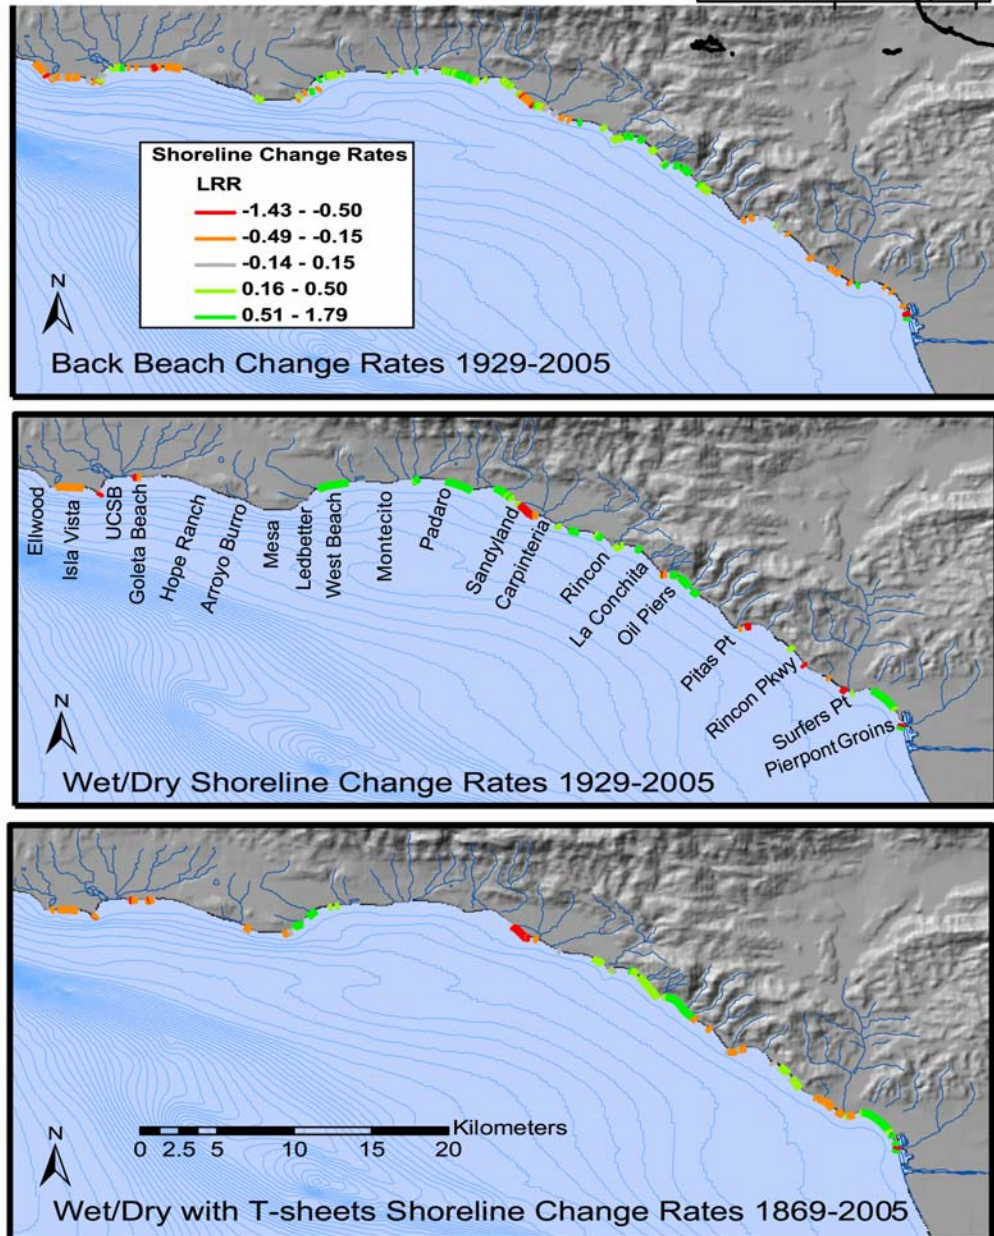 Shoreline Change Rates
LRR
-1.43 - -0.50
-0.49 - -0.15
-0.14 - 0.15
0.16 - 0.50
0.51 - 1.79
N
Back Beach Change Rates 1929-2005
Ellwood
Isla Vista
UCSB
Goleta Beach
Hope Ranch
Arroyo Burro
Mesa
Ledbetter
West Beach
Montecito
Padaro
Sandyland
Carpinteria
Rincon
La Conchita
Oil Piers
Pitas Pt
Rincon Pkwy
Surfers Pt
Pierpont Groins
N
Wet/Dry Shoreline Change Rates 1929-2005
Kilometers
0 2.5 5 10 15 20
N
Wet/Dry with T-sheets Shoreline Change Rates 1869-2005